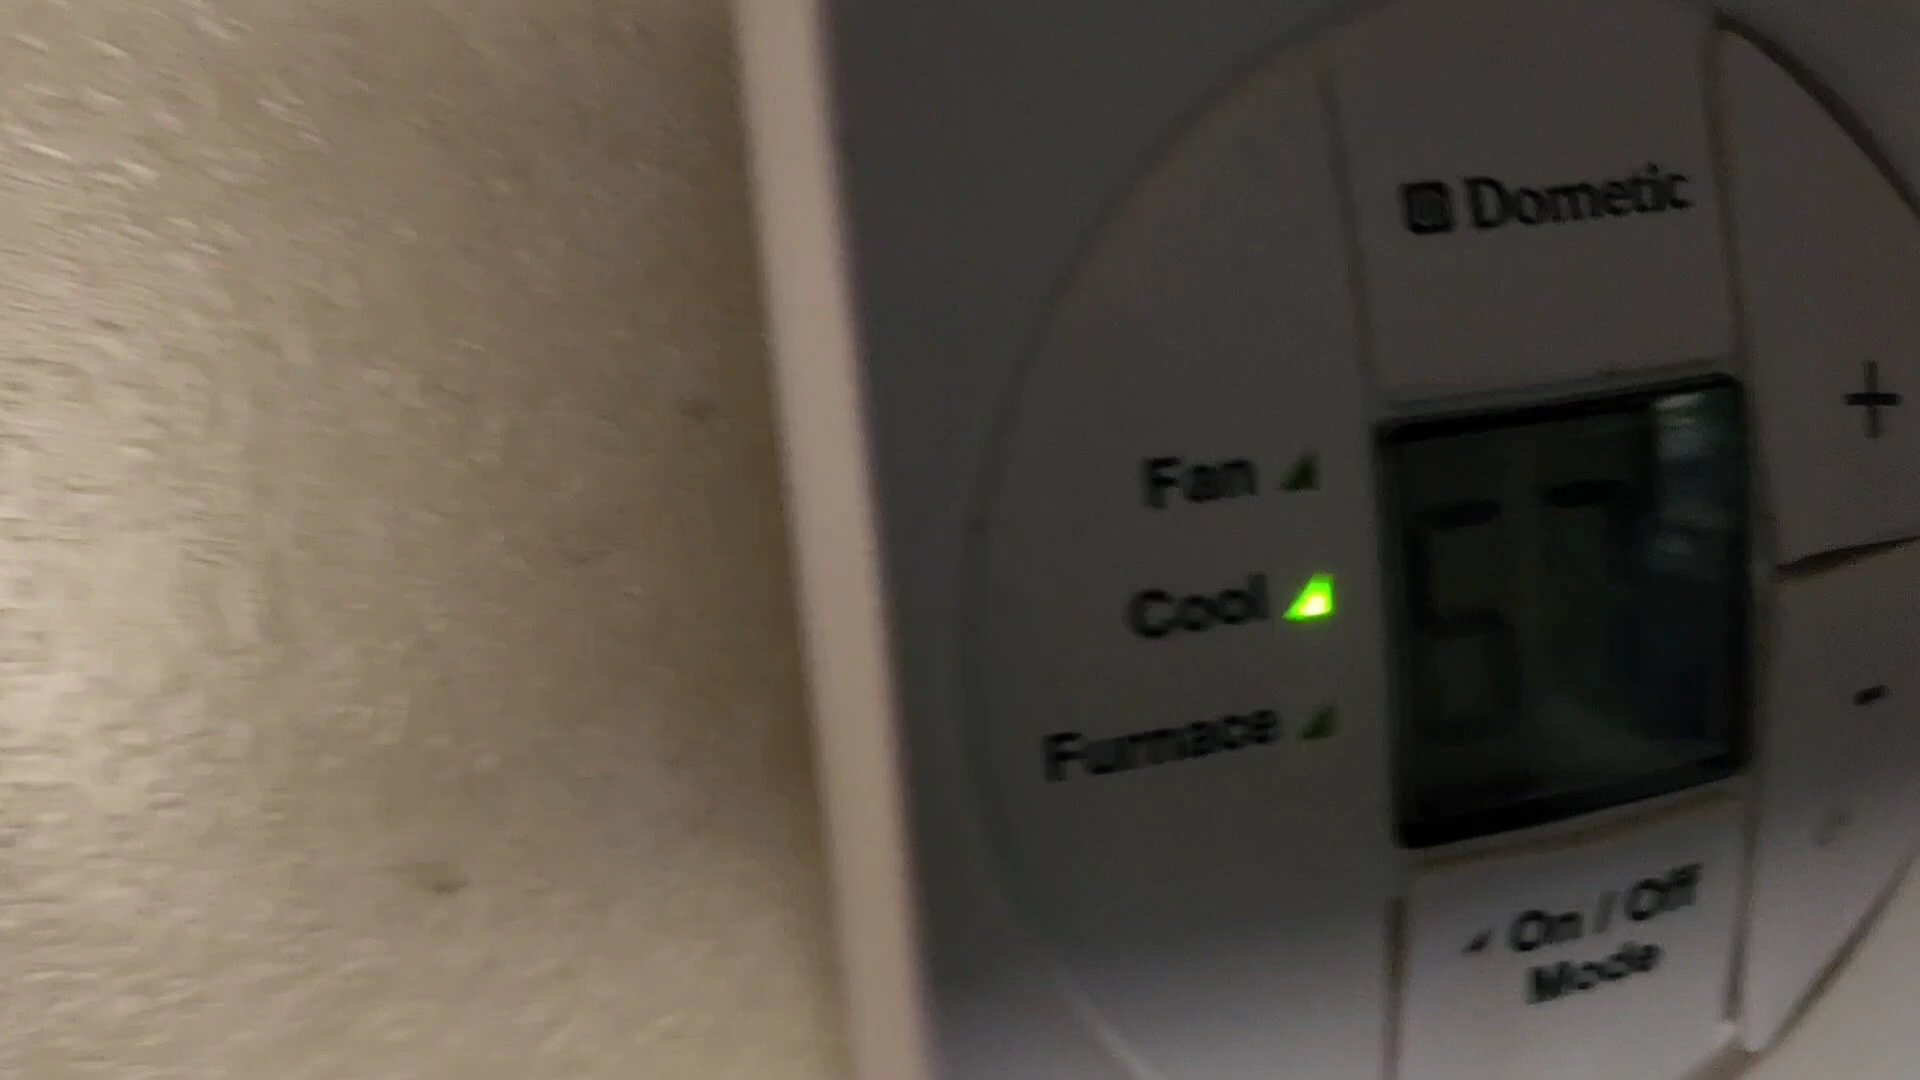 Dometic
Fan
Cool
Furnace
+
-
On / Off
Mode